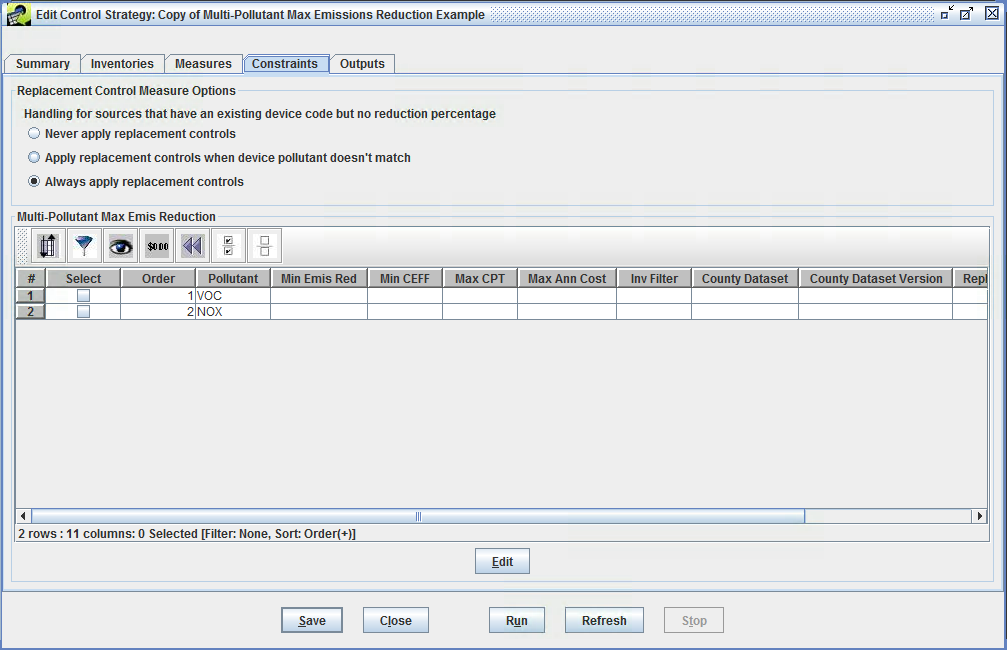 Edit Control Strategy: Copy of Multi-Pollutant Max Emissions Reduction Example
Summary Inventories Measures Constraints Outputs
Replacement Control Measure Options
Handling for sources that have an existing device code but no reduction percentage
Never apply replacement controls
Apply replacement controls when device pollutant doesn't match
Always apply replacement controls
Multi-Pollutant Max Emis Reduction
$000
# Select Order Pollutant Min Emis Red Min CEFF Max CPT Max Ann Cost Inv Filter County Dataset County Dataset Version Repl
1 1 VOC
2 2 NOX
2 rows : 11 columns: 0 Selected [Filter: None, Sort: Order(+)]
Edit
Save Close Run Refresh Stop